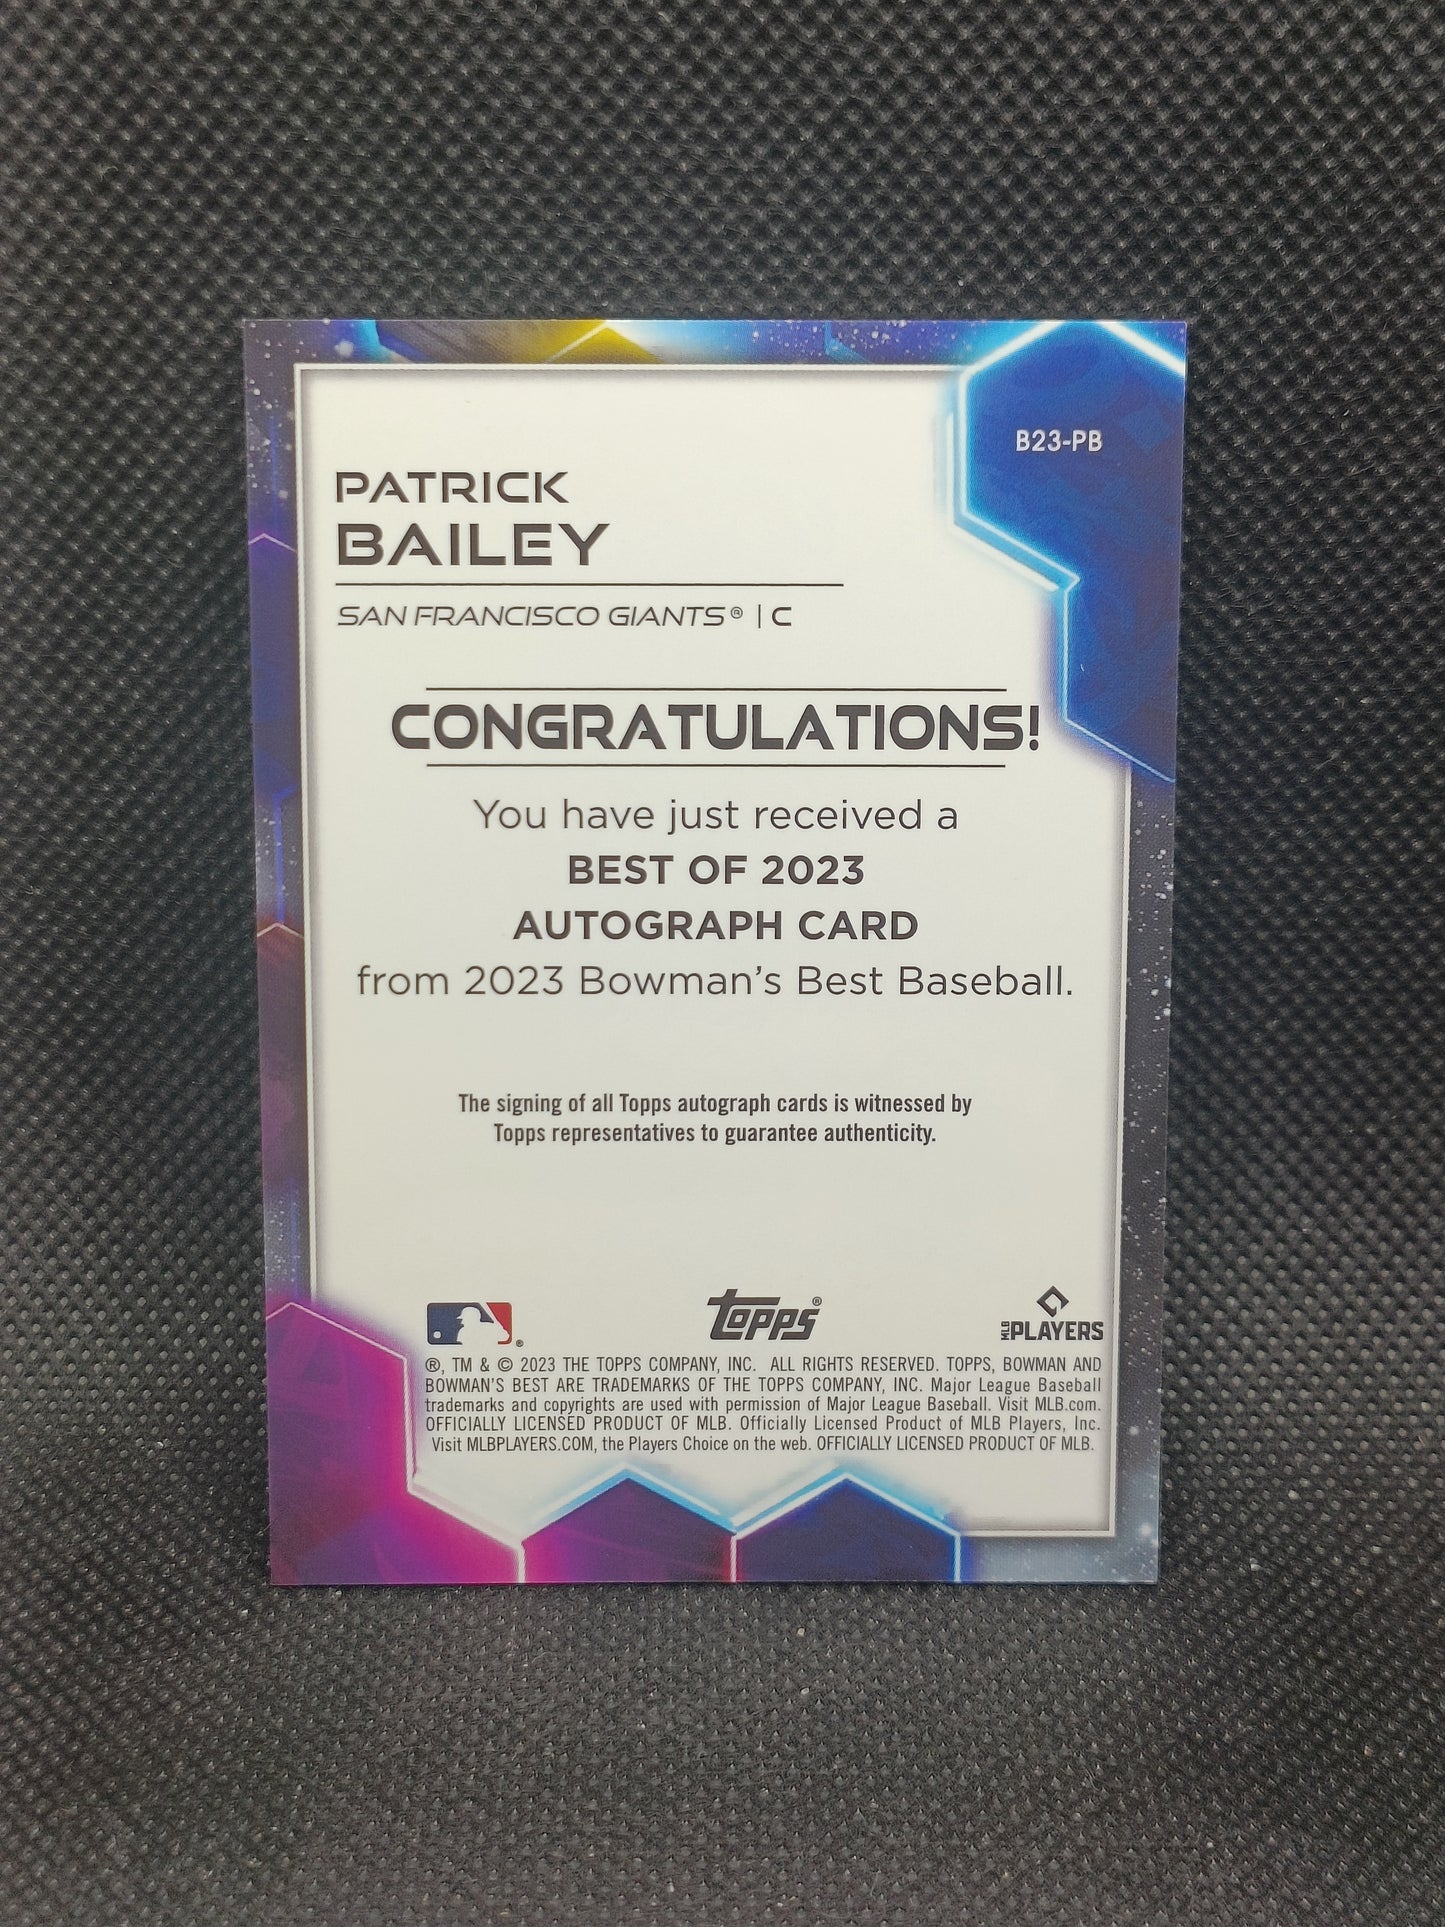 B23-PB
PATRICK
BAILEY
SAN FRANCISCO GIANTS® | C
CONGRATULATIONS!
You have just received a
BEST OF 2023
AUTOGRAPH CARD
from 2023 Bowman's Best Baseball.
The signing of all Topps autograph cards is witnessed by
Topps representatives to guarantee authenticity.
®
Topps®
MLB PLAYERS
®, TM & © 2023 THE TOPPS COMPANY, INC. ALL RIGHTS RESERVED. TOPPS, BOWMAN AND
BOWMAN'S BEST ARE TRADEMARKS OF THE TOPPS COMPANY, INC. Major League Baseball
trademarks and copyrights are used with permission of Major League Baseball. Visit MLB.com.
OFFICIALLY LICENSED PRODUCT OF MLB. Officially Licensed Product of MLB Players, Inc.
Visit MLBPLAYERS.COM, the Players Choice on the web. OFFICIALLY LICENSED PRODUCT OF MLB.